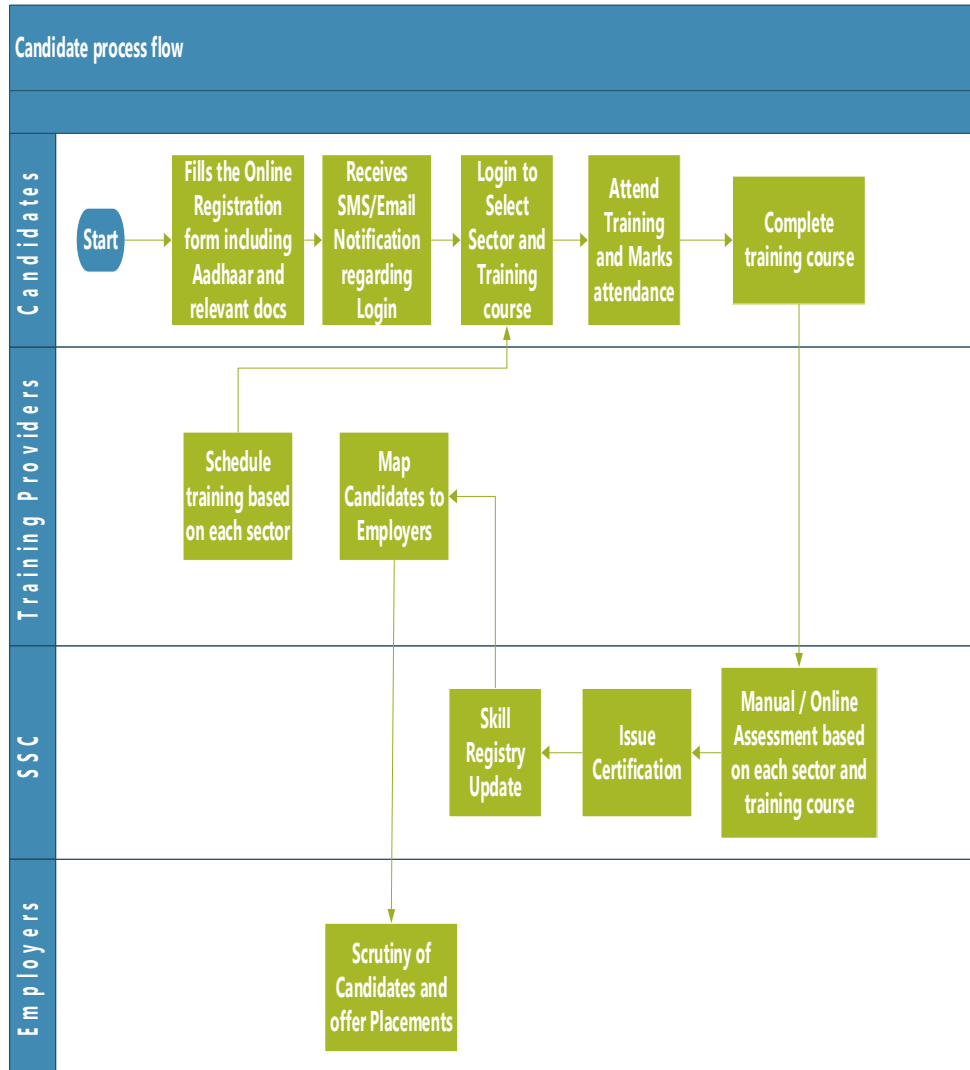 Candidate process flow
Candidates
Start
Fills the Online
Registration
form including
Aadhaar and
relevant docs
Receives
SMS/Email
Notification
regarding
Login
Login to
Select
Sector and
Training
course
Attend
Training
and Marks
attendance
Complete
training course
Training Providers
Schedule
training based
on each sector
Map
Candidates to
Employers
SSC
Skill
Registry
Update
Issue
Certification
Manual / Online
Assessment based
on each sector and
training course
Employers
Scrutiny of
Candidates and
offer Placements